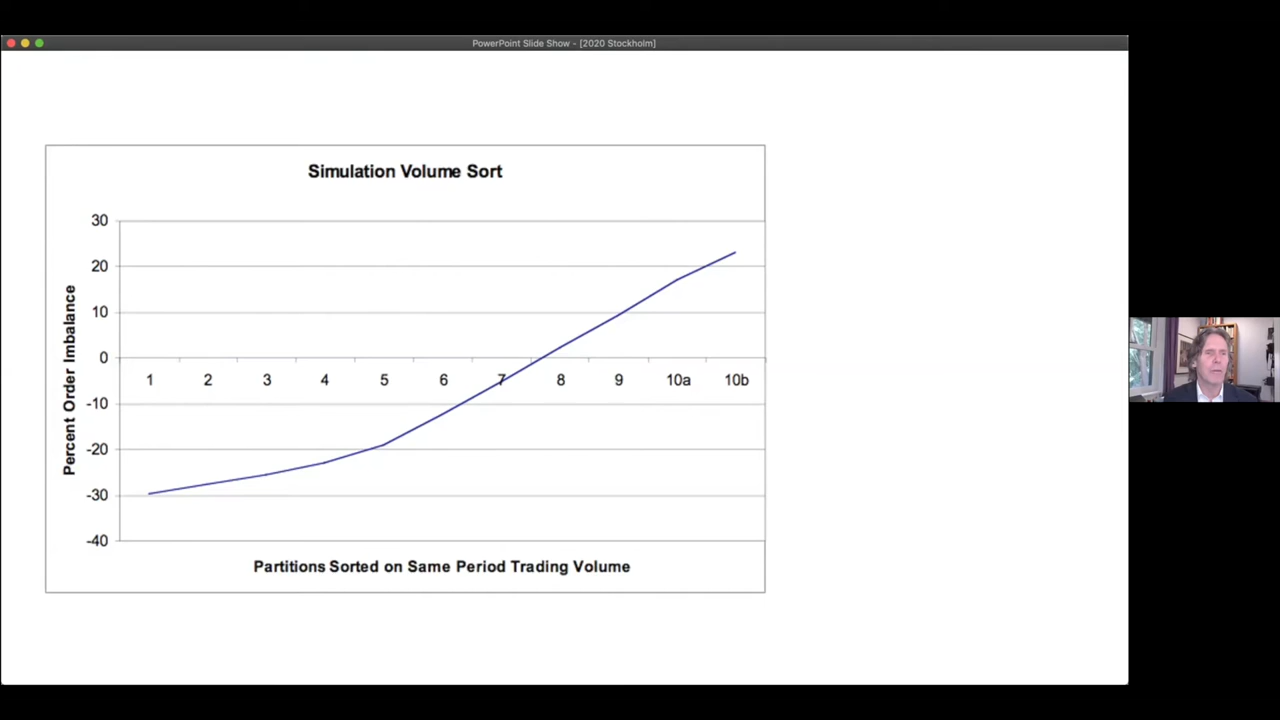 PowerPoint Slide Show - [2020 Stockholm]
Simulation Volume Sort
Percent Order Imbalance
30
20
10
0
-10
-20
-30
-40
1 2 3 4 5 6 7 8 9 10a 10b
Partitions Sorted on Same Period Trading Volume